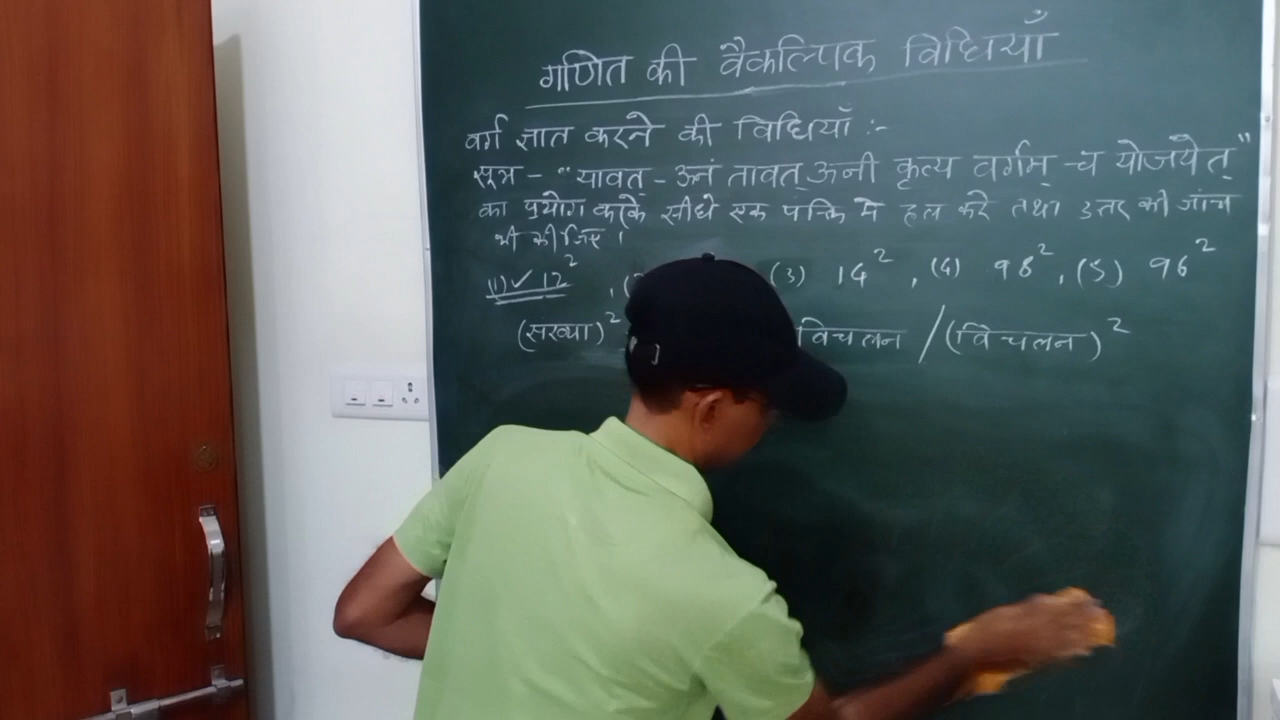 गणित की वैकल्पिक विधियाँ
वर्ग ज्ञात करने की विधियाँ :-
सूत्र - "यावत् - ऊनं तावत् ऊनी कृत्य वर्गम् - च योजयेत्"
का प्रयोग करके सीधे एक पंक्ति मे हल करे तथा उत्तर की जांच
भी कीजिए।
(1) ✓ 12², (3) 14², (4) 98², (5) 96²
(संख्या)² विचलन / (विचलन)²